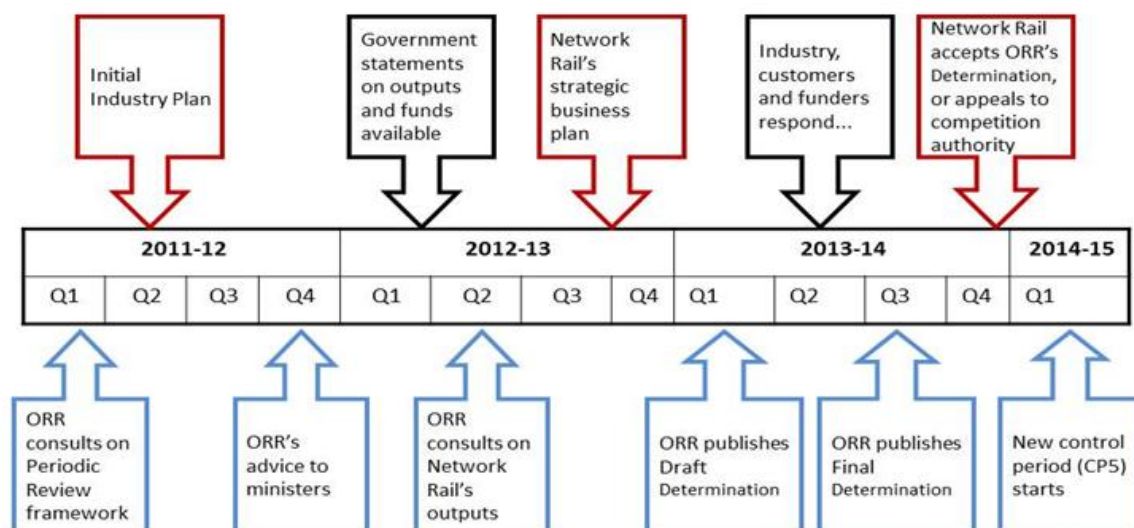 Initial
Industry Plan
Government
statements
on outputs
and funds
available
Network
Rail's
strategic
business
plan
Industry,
customers
and funders
respond...
Network Rail
accepts ORR's
Determination,
or appeals to
competition
authority
2011-12 2012-13 2013-14 2014-15
Q1 Q2 Q3 Q4 Q1 Q2 Q3 Q4 Q1 Q2 Q3 Q4 Q1
ORR
consults on
Periodic
Review
framework
ORR's
advice to
ministers
ORR
consults on
Network
Rail's
outputs
ORR publishes
Draft
Determination
ORR publishes
Final
Determination
New control
period (CP5)
starts